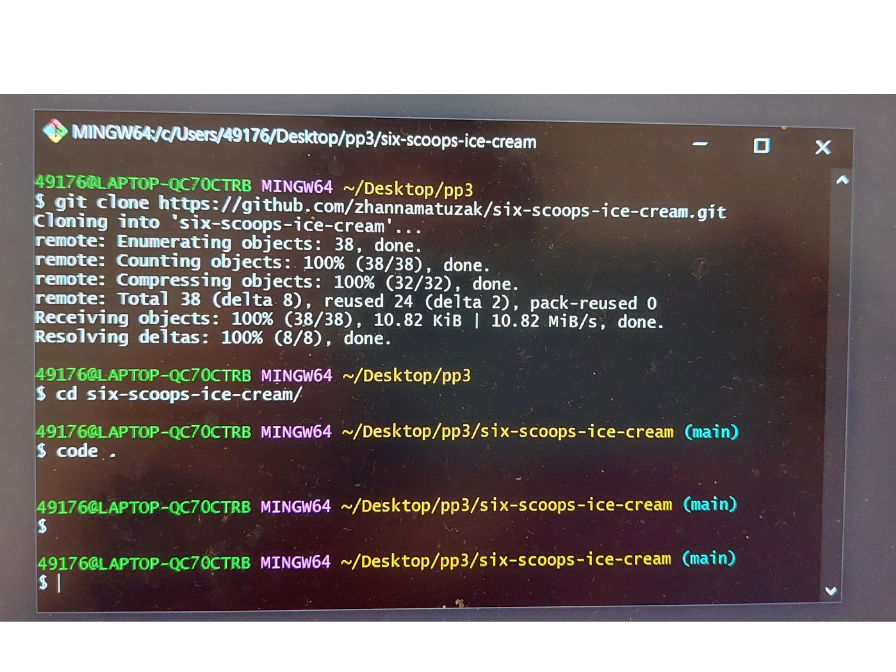 MINGW64:/c/Users/49176/Desktop/pp3/six-scoops-ice-cream
49176@LAPTOP-QC70CTRB MINGW64 ~/Desktop/pp3
$ git clone https://github.com/zhannamatuzak/six-scoops-ice-cream.git
Cloning into 'six-scoops-ice-cream'...
remote: Enumerating objects: 38, done.
remote: Counting objects: 100% (38/38), done.
remote: Compressing objects: 100% (32/32), done.
remote: Total 38 (delta 8), reused 24 (delta 2), pack-reused 0
Receiving objects: 100% (38/38), 10.82 KiB | 10.82 MiB/s, done.
Resolving deltas: 100% (8/8), done.
49176@LAPTOP-QC70CTRB MINGW64 ~/Desktop/pp3
$ cd six-scoops-ice-cream/
49176@LAPTOP-QC70CTRB MINGW64 ~/Desktop/pp3/six-scoops-ice-cream (main)
$ code .
49176@LAPTOP-QC70CTRB MINGW64 ~/Desktop/pp3/six-scoops-ice-cream (main)
$
49176@LAPTOP-QC70CTRB MINGW64 ~/Desktop/pp3/six-scoops-ice-cream (main)
$